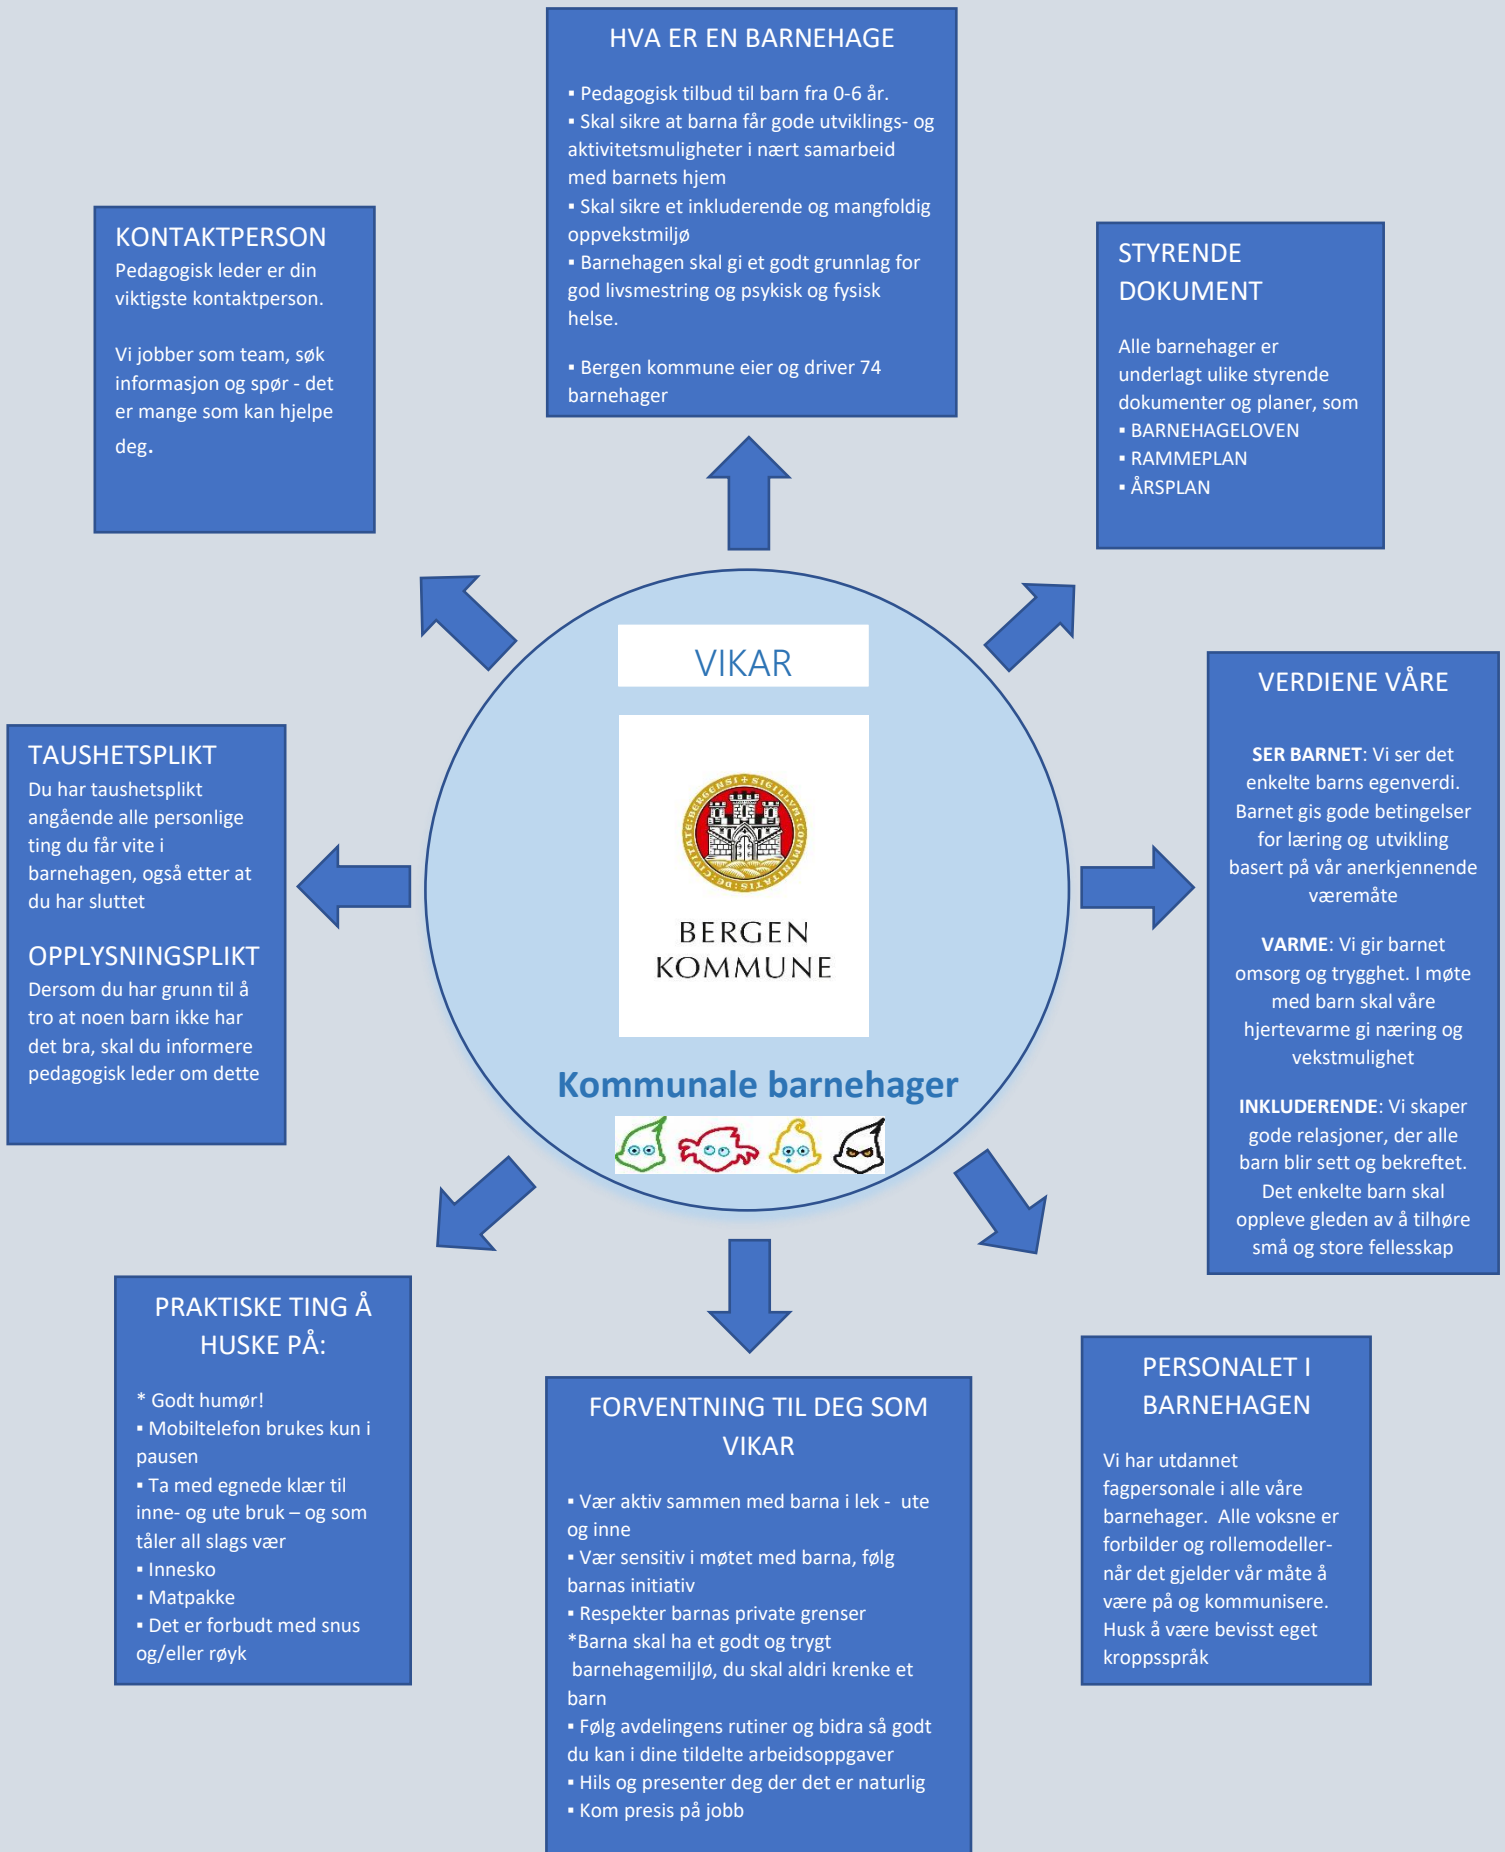 HVA ER EN BARNEHAGE
▪ Pedagogisk tilbud til barn fra 0-6 år.
▪ Skal sikre at barna får gode utviklings- og
aktivitetsmuligheter i nært samarbeid
med barnets hjem
▪ Skal sikre et inkluderende og mangfoldig
oppvekstmiljø
▪ Barnehagen skal gi et godt grunnlag for
god livsmestring og psykisk og fysisk
helse.
▪ Bergen kommune eier og driver 74
barnehager
KONTAKTPERSON
Pedagogisk leder er din
viktigste kontaktperson.
Vi jobber som team, søk
informasjon og spør - det
er mange som kan hjelpe
deg.
STYRENDE
DOKUMENT
Alle barnehager er
underlagt ulike styrende
dokumenter og planer, som
▪ BARNEHAGELOVEN
▪ RAMMEPLAN
▪ ÅRSPLAN
VIKAR
BERGEN
KOMMUNE
Kommunale barnehager
TAUSHETSPLIKT
Du har taushetsplikt
angående alle personlige
ting du får vite i
barnehagen, også etter at
du har sluttet
OPPLYSNINGSPLIKT
Dersom du har grunn til å
tro at noen barn ikke har
det bra, skal du informere
pedagogisk leder om dette
VERDIENE VÅRE
SER BARNET: Vi ser det
enkelte barns egenverdi.
Barnet gis gode betingelser
for læring og utvikling
basert på vår anerkjennende
væremåte
VARME: Vi gir barnet
omsorg og trygghet. I møte
med barn skal våre
hjertevarme gi næring og
vekstmulighet
INKLUDERENDE: Vi skaper
gode relasjoner, der alle
barn blir sett og bekreftet.
Det enkelte barn skal
oppleve gleden av å tilhøre
små og store fellesskap
PRAKTISKE TING Å
HUSKE PÅ:
* Godt humør!
▪ Mobiltelefon brukes kun i
pausen
▪ Ta med egnede klær til
inne- og ute bruk – og som
tåler all slags vær
▪ Innesko
▪ Matpakke
▪ Det er forbudt med snus
og/eller røyk
FORVENTNING TIL DEG SOM
VIKAR
▪ Vær aktiv sammen med barna i lek - ute
og inne
▪ Vær sensitiv i møtet med barna, følg
barnas initiativ
▪ Respekter barnas private grenser
*Barna skal ha et godt og trygt
barnehagemiljlø, du skal aldri krenke et
barn
▪ Følg avdelingens rutiner og bidra så godt
du kan i dine tildelte arbeidsoppgaver
▪ Hils og presenter deg der det er naturlig
▪ Kom presis på jobb
PERSONALET I
BARNEHAGEN
Vi har utdannet
fagpersonale i alle våre
barnehager. Alle voksne er
forbilder og rollemodeller-
når det gjelder vår måte å
være på og kommunisere.
Husk å være bevisst eget
kroppsspråk